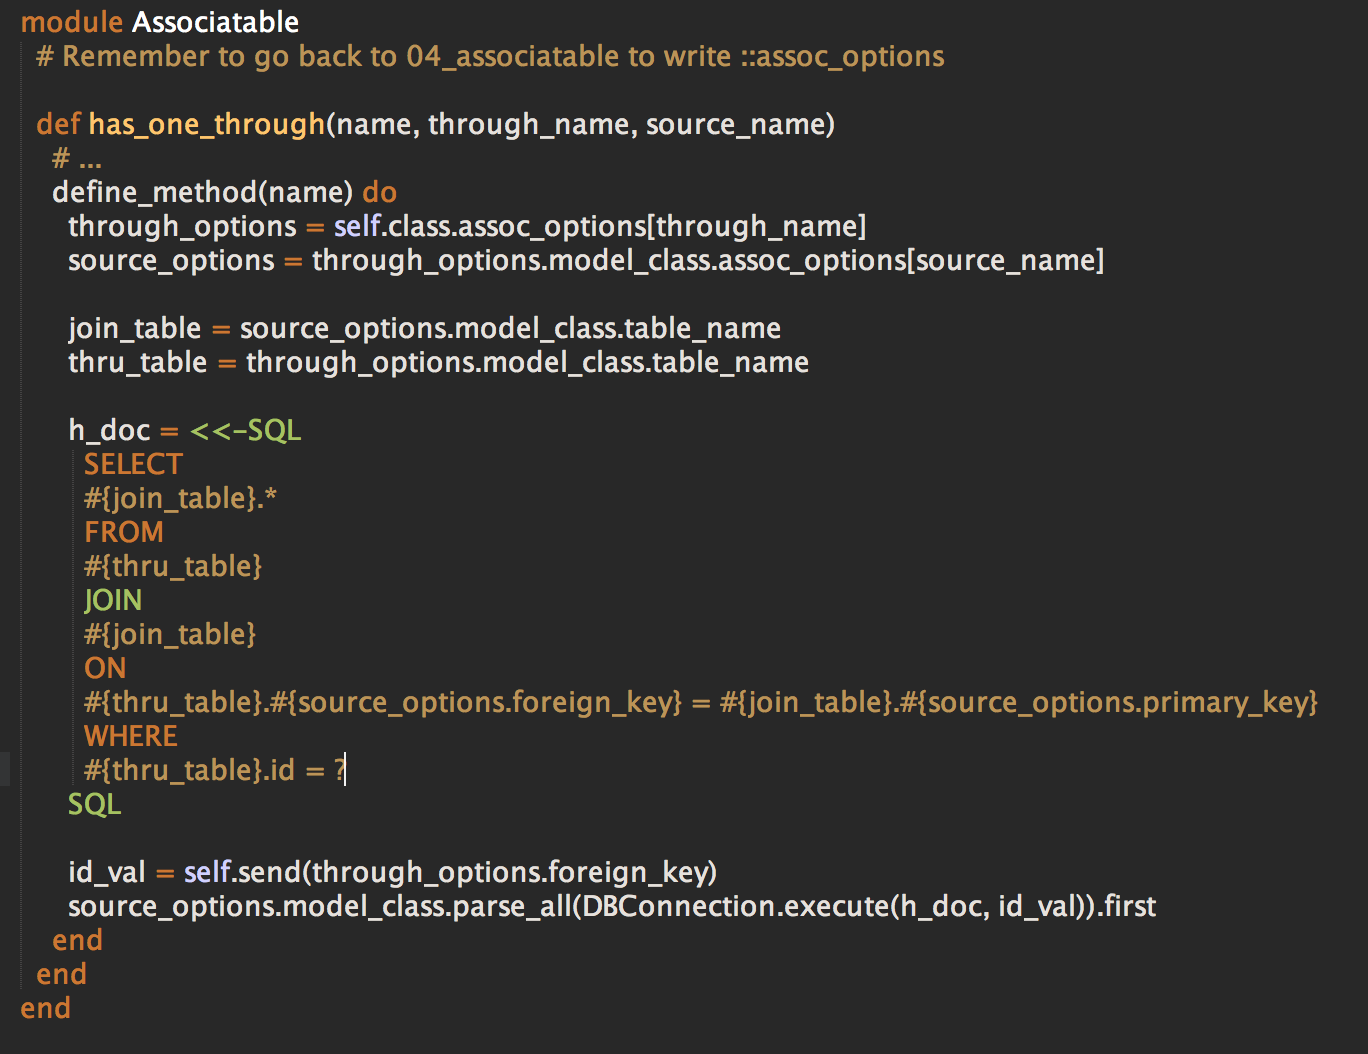 module Associatable
# Remember to go back to 04_associatable to write ::assoc_options
def has_one_through(name, through_name, source_name)
# ...
define_method(name) do
through_options = self.class.assoc_options[through_name]
source_options = through_options.model_class.assoc_options[source_name]
join_table = source_options.model_class.table_name
thru_table = through_options.model_class.table_name
h_doc = <<-SQL
SELECT
#{join_table}.*
FROM
#{thru_table}
JOIN
#{join_table}
ON
#{thru_table}.#{source_options.foreign_key} = #{join_table}.#{source_options.primary_key}
WHERE
#{thru_table}.id = ?
SQL
id_val = self.send(through_options.foreign_key)
source_options.model_class.parse_all(DBConnection.execute(h_doc, id_val)).first
end
end
end